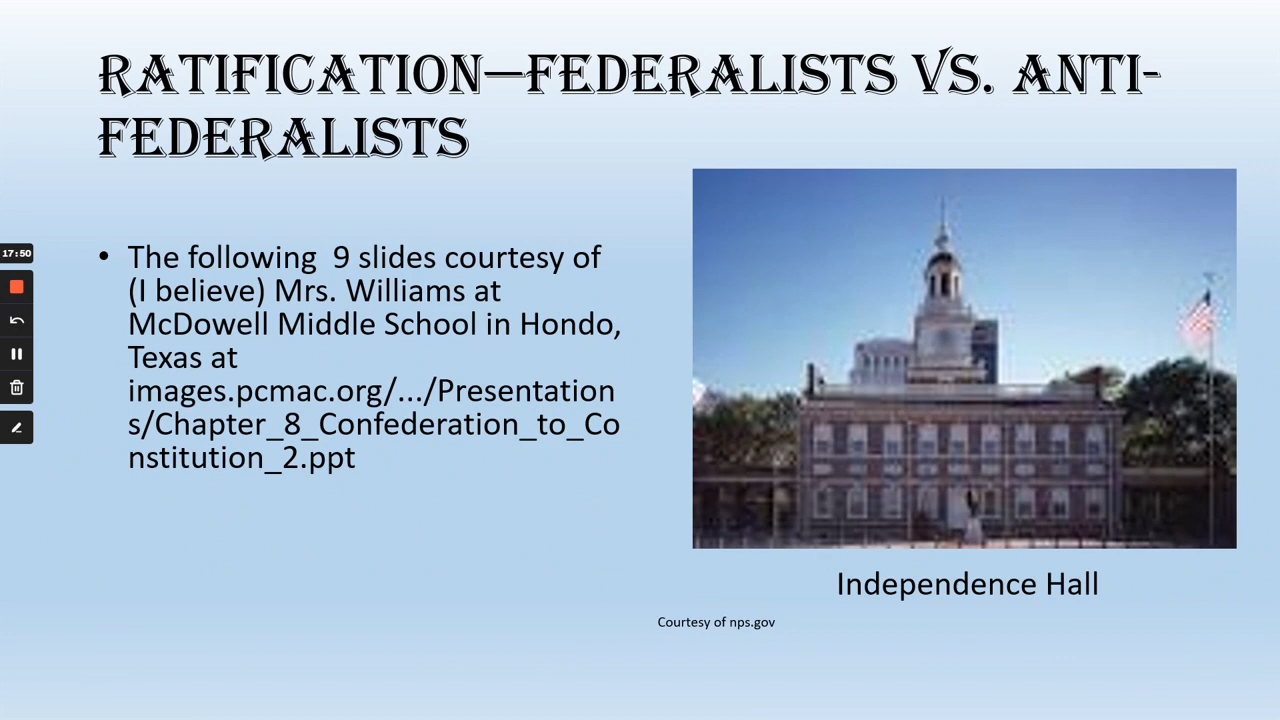 RATIFICATION—FEDERALISTS VS. ANTI-
FEDERALISTS
17:50
• The following  9 slides courtesy of
(I believe) Mrs. Williams at
McDowell Middle School in Hondo,
Texas at
images.pcmac.org/.../Presentation
s/Chapter_8_Confederation_to_Co
nstitution_2.ppt
Independence Hall
Courtesy of nps.gov